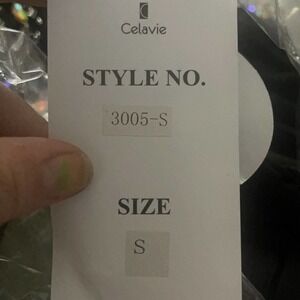 Celavie
STYLE NO.
3005-S
SIZE
S